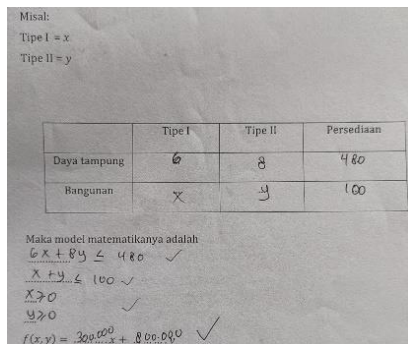 Misal:
Tipe I = x
Tipe II = y
Tipe I Tipe II Persediaan
Daya tampung 6 8 480
Bangunan x y 100
Maka model matematikanya adalah
6x + 8y ≤ 480 ✓
x + y ≤ 100 ✓
x ≥ 0
y ≥ 0 ✓
f(x,y) = 300.000 x + 800.000 ✓